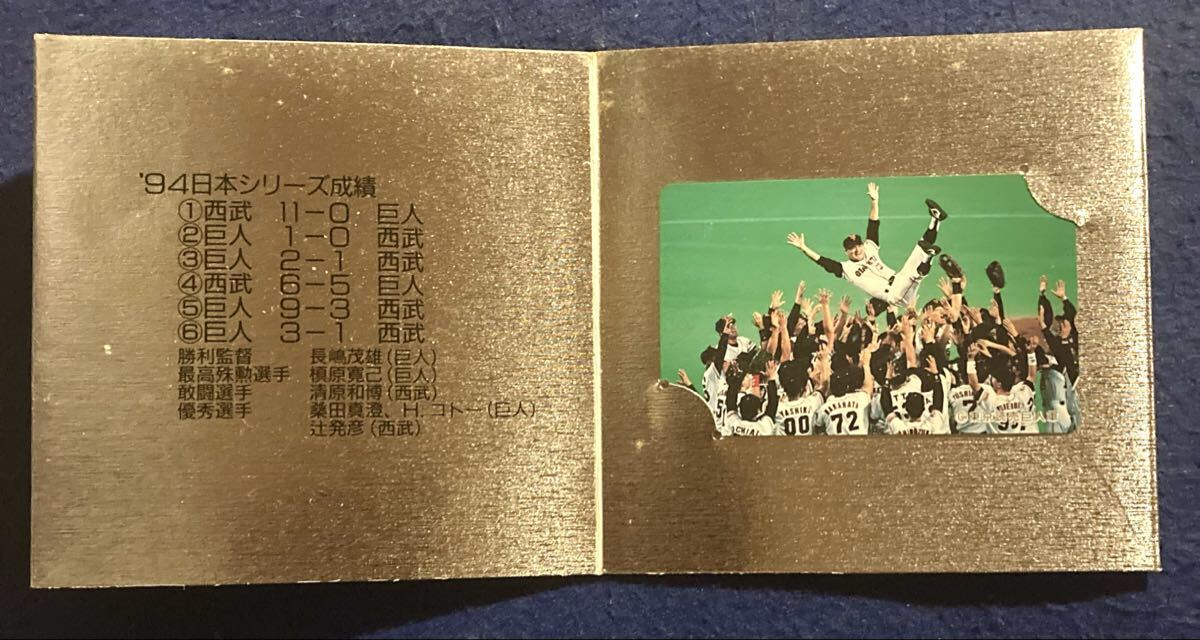 '94日本シリーズ成績
①西武 11-0 巨人
②巨人 1-0 西武
③巨人 2-1 西武
④西武 6-5 巨人
⑤巨人 9-3 西武
⑥巨人 3-1 西武
勝利監督 長嶋茂雄(巨人)
最高殊勲選手 槙原寛己(巨人)
敢闘選手 清原和博(西武)
優秀選手 桑田真澄、H.コトー(巨人)
辻発彦(西武)
00
72